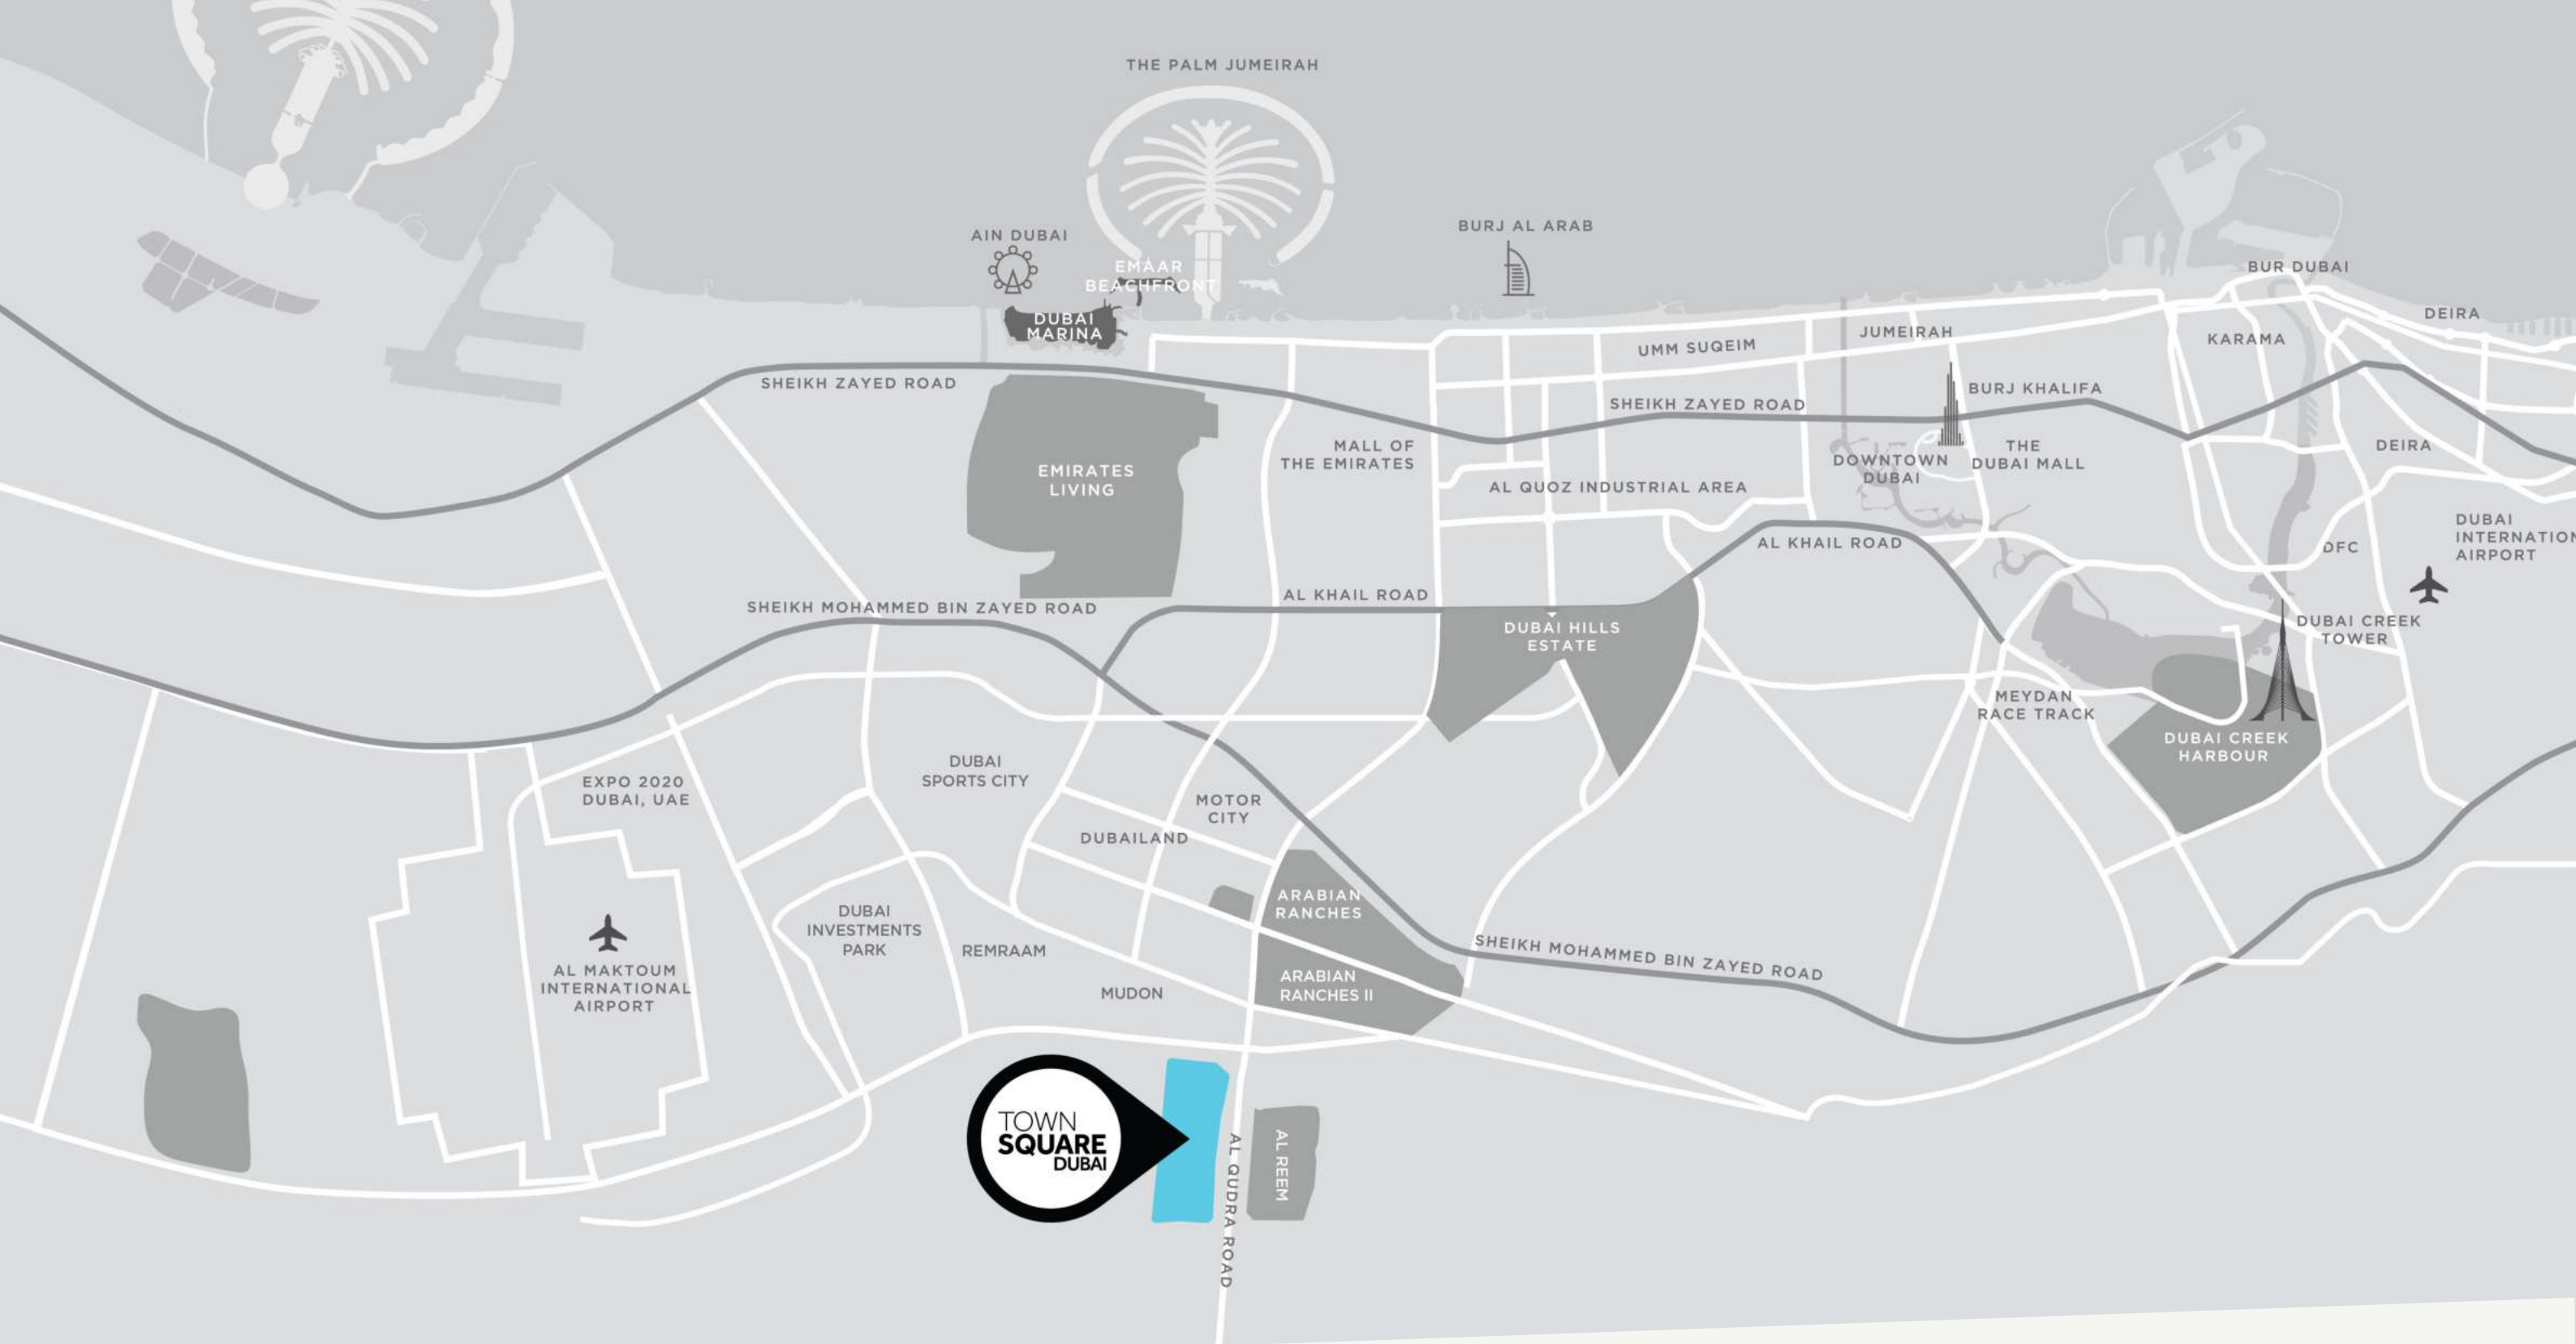 THE PALM JUMEIRAH
AIN DUBAI
BURJ AL ARAB
EMAAR
BEACHFRONT
BUR DUBAI
DUBAI
MARINA
DEIRA
JUMEIRAH
KARAMA
UMM SUQEIM
SHEIKH ZAYED ROAD
BURJ KHALIFA
SHEIKH ZAYED ROAD
MALL OF
THE EMIRATES
THE
DUBAI MALL
DEIRA
DOWNTOWN
DUBAI
EMIRATES
LIVING
AL QUOZ INDUSTRIAL AREA
DUBAI
INTERNATION
AIRPORT
AL KHAIL ROAD
DFC
AL KHAIL ROAD
SHEIKH MOHAMMED BIN ZAYED ROAD
DUBAI HILLS
ESTATE
DUBAI CREEK
TOWER
MEYDAN
RACE TRACK
DUBAI CREEK
HARBOUR
DUBAI
SPORTS CITY
EXPO 2020
DUBAI, UAE
MOTOR
CITY
DUBAILAND
ARABIAN
RANCHES
DUBAI
INVESTMENTS
PARK
REMRAAM
SHEIKH MOHAMMED BIN ZAYED ROAD
AL MAKTOUM
INTERNATIONAL
AIRPORT
ARABIAN
RANCHES II
MUDON
TOWN
SQUARE
DUBAI
AL QUDRA ROAD
AL REEM